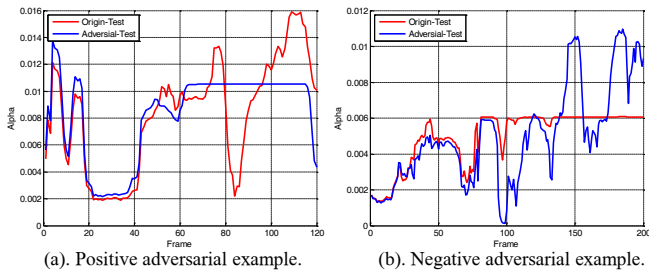 0.016
0.014
0.012
0.01
0.008
0.006
0.004
0.002
0
Alpha
Origin-Test
Adversial-Test
0 20 40 60 80 100 120
Frame
(a). Positive adversarial example.
0.012
0.01
0.008
0.006
0.004
0.002
0
Alpha
Origin-Test
Adversial-Test
0 50 100 150 200
Frame
(b). Negative adversarial example.